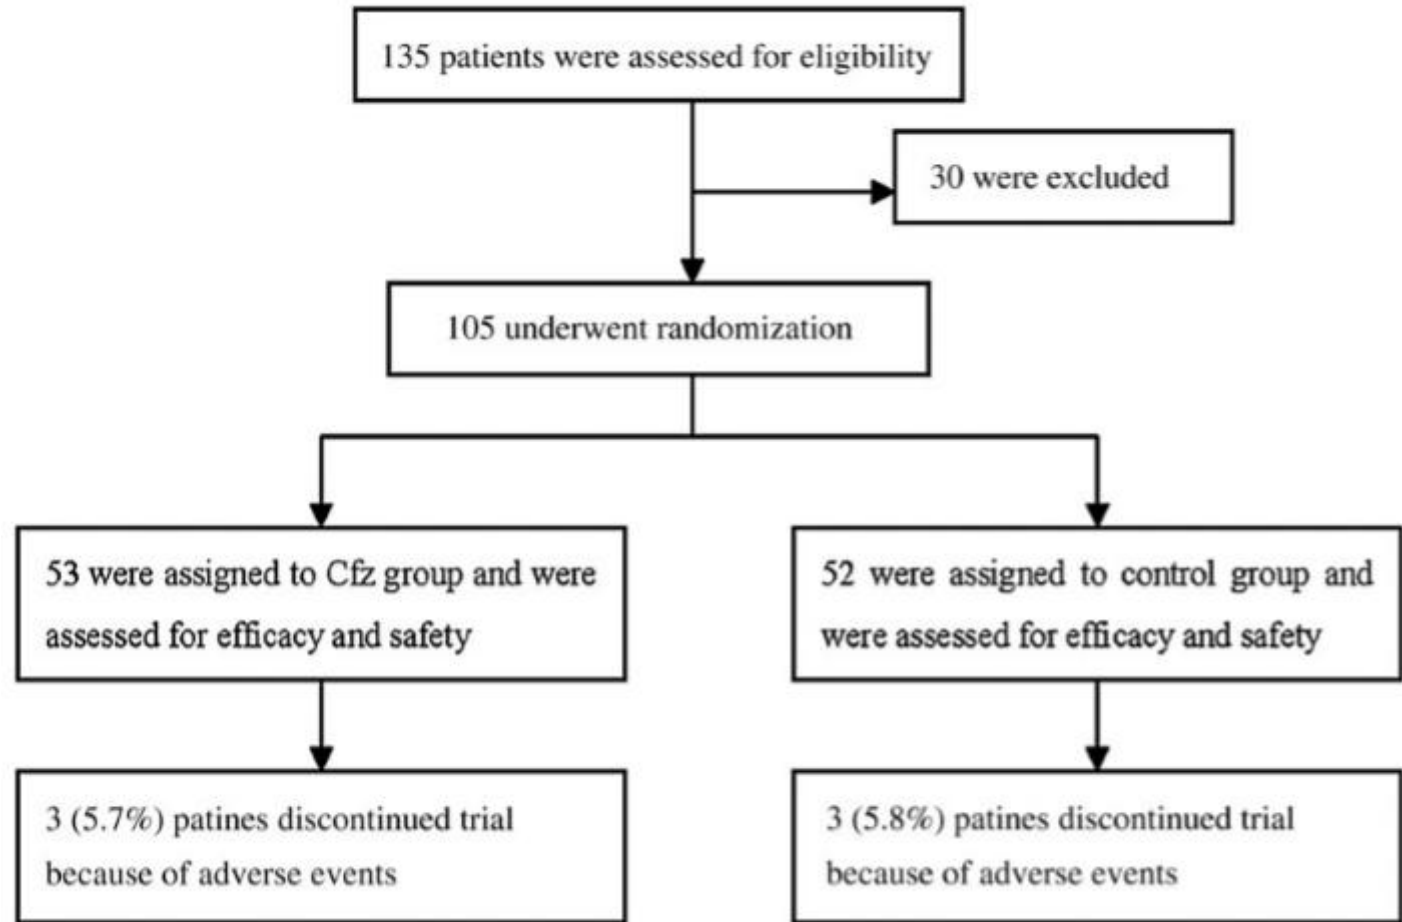 135 patients were assessed for eligibility
30 were excluded
105 underwent randomization
53 were assigned to Cfz group and were
assessed for efficacy and safety
52 were assigned to control group and
were assessed for efficacy and safety
3 (5.7%) patines discontinued trial
because of adverse events
3 (5.8%) patines discontinued trial
because of adverse events